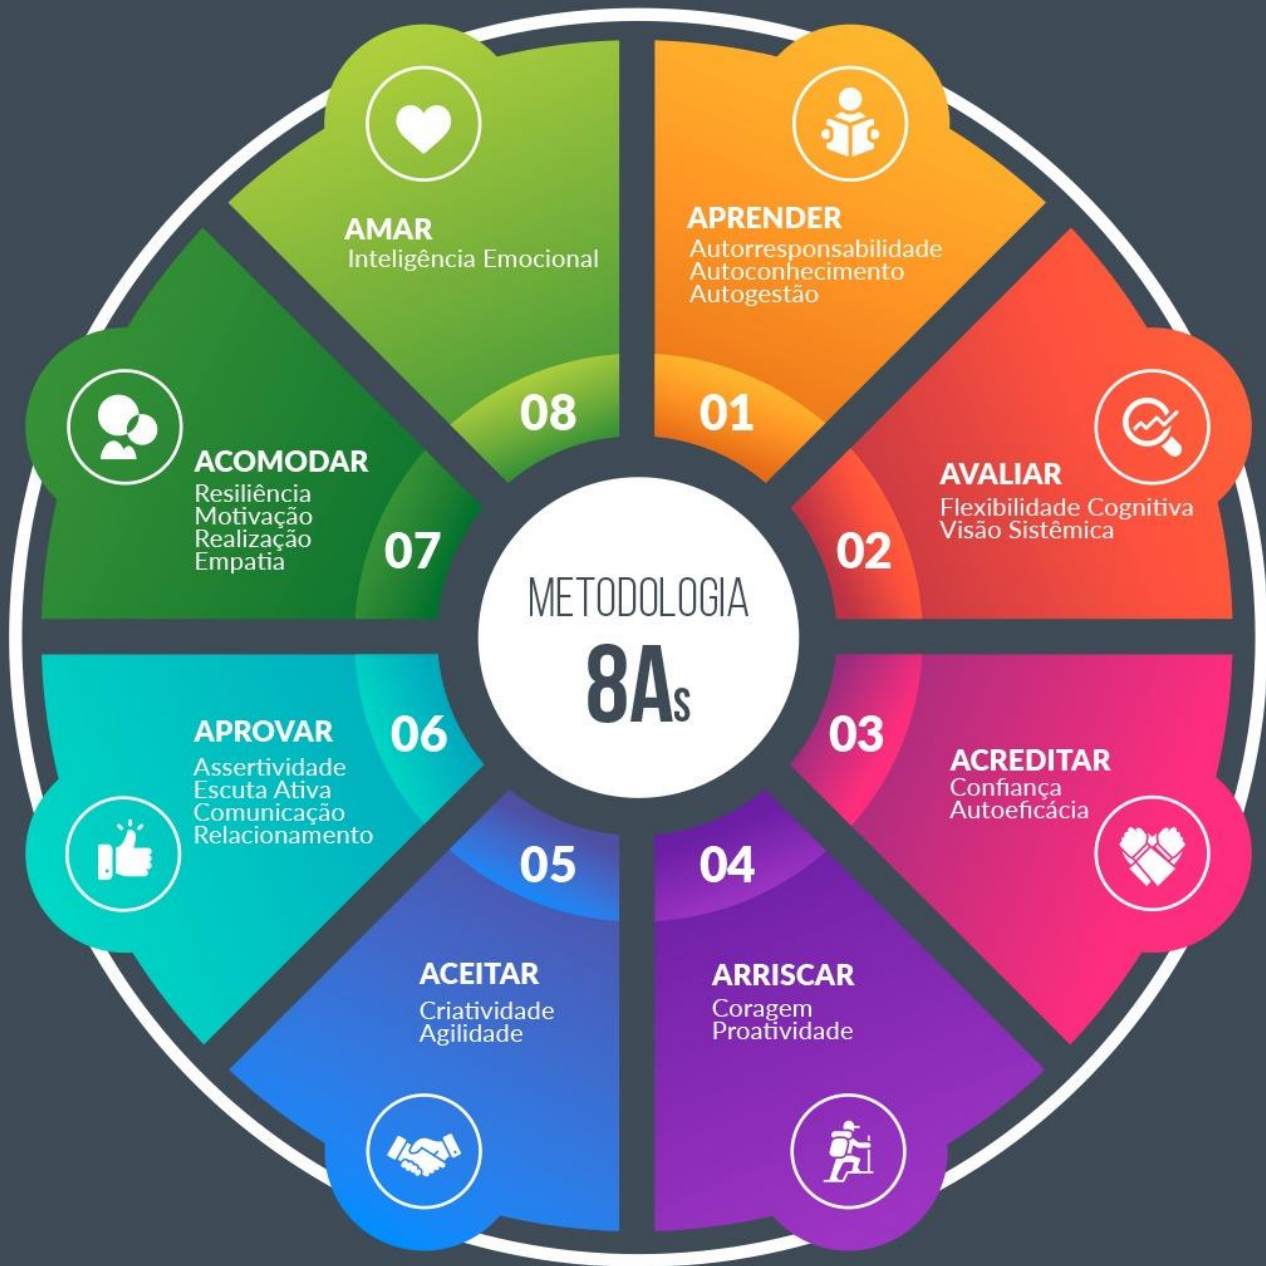 METODOLOGIA
8As
01
APRENDER
Autorresponsabilidade
Autoconhecimento
Autogestão
02
AVALIAR
Flexibilidade Cognitiva
Visão Sistêmica
03
ACREDITAR
Confiança
Autoeficácia
04
ARRISCAR
Coragem
Proatividade
05
ACEITAR
Criatividade
Agilidade
06
APROVAR
Assertividade
Escuta Ativa
Comunicação
Relacionamento
07
ACOMODAR
Resiliência
Motivação
Realização
Empatia
08
AMAR
Inteligência Emocional